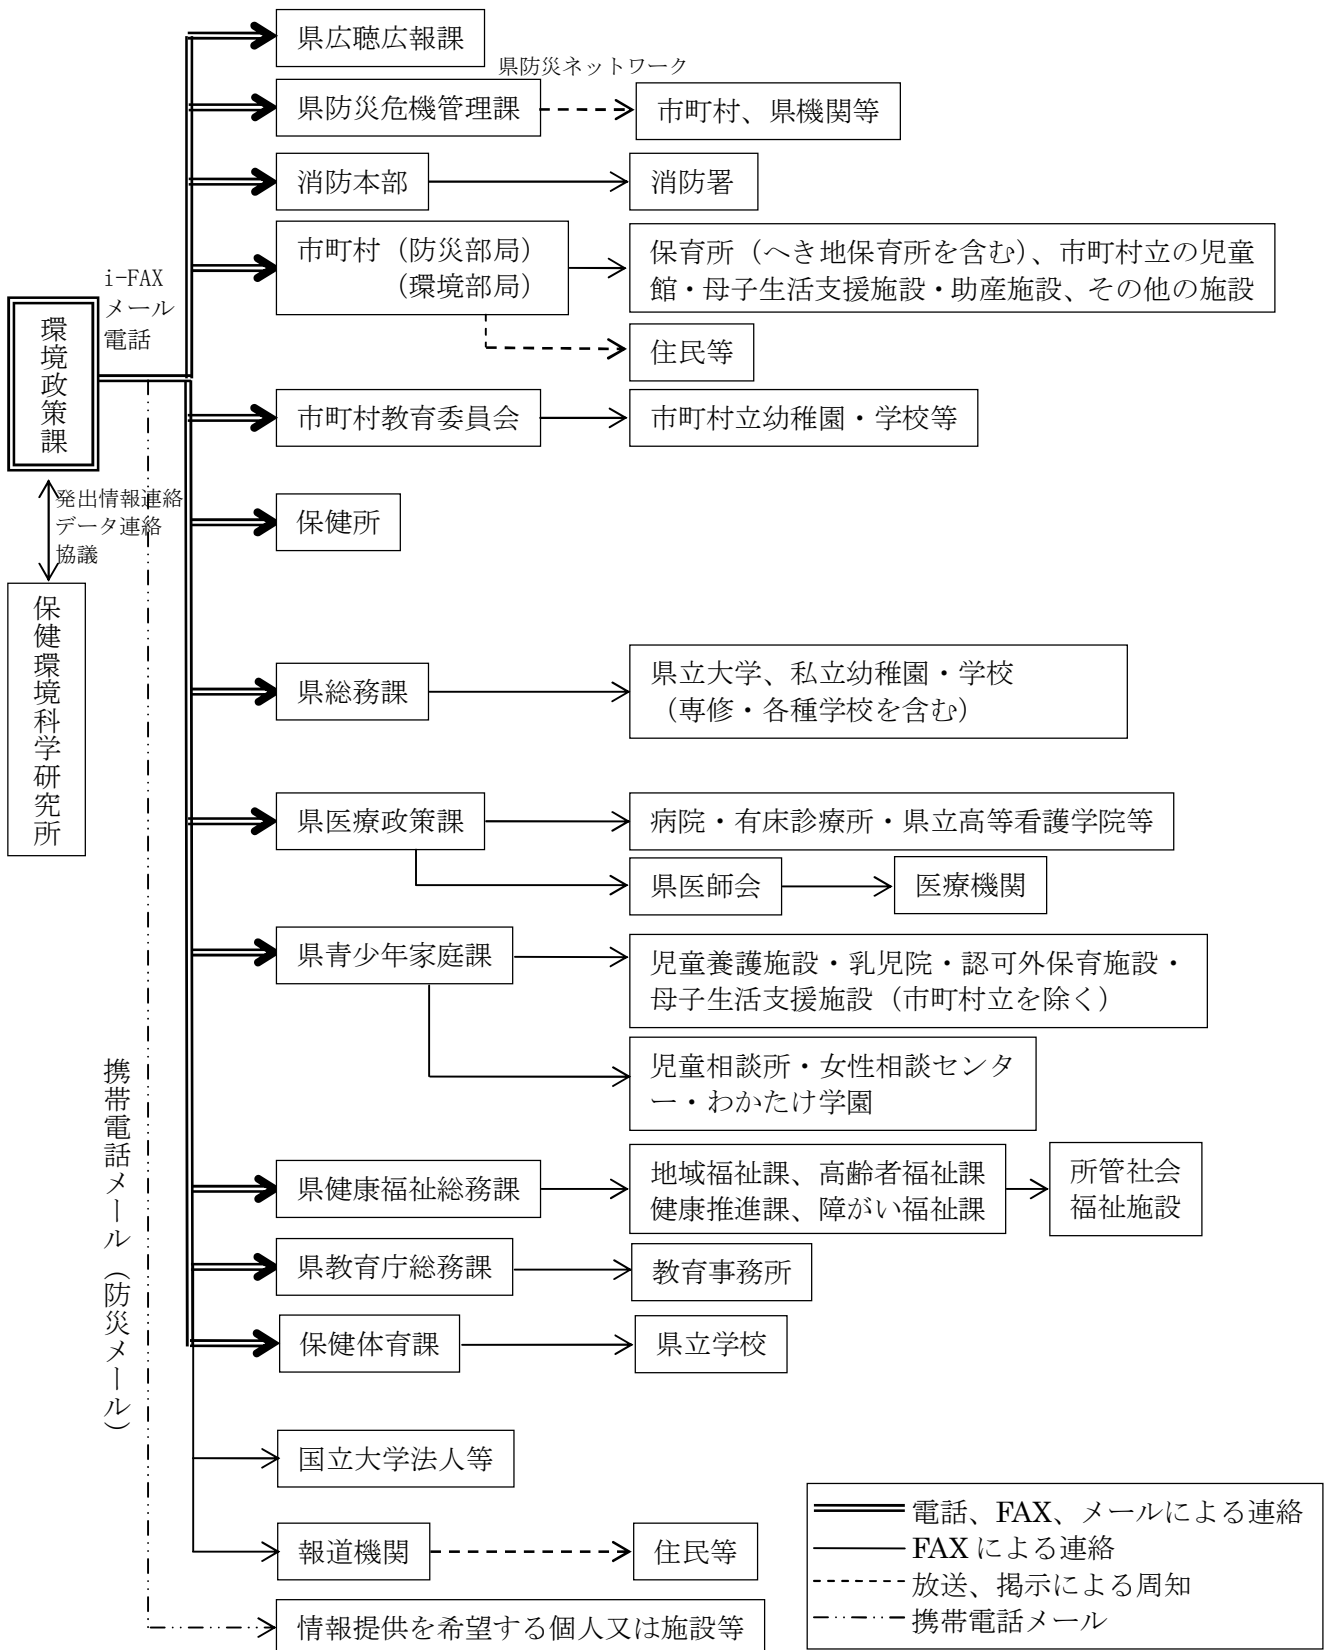 県広聴広報課
県防災ネットワーク
県防災危機管理課
市町村、県機関等
消防本部
消防署
市町村（防災部局）
（環境部局）
保育所（へき地保育所を含む）、市町村立の児童
館・母子生活支援施設・助産施設、その他の施設
住民等
i-FAX
メール
電話
環境政策課
市町村教育委員会
市町村立幼稚園・学校等
発出情報連絡
データ連絡
協議
保健所
保健環境科学研究所
県総務課
県立大学、私立幼稚園・学校
（専修・各種学校を含む）
県医療政策課
病院・有床診療所・県立高等看護学院等
県医師会
医療機関
県青少年家庭課
児童養護施設・乳児院・認可外保育施設・
母子生活支援施設（市町村立を除く）
児童相談所・女性相談センタ
ー・わかたけ学園
携帯電話メール（防災メール）
県健康福祉総務課
地域福祉課、高齢者福祉課
健康推進課、障がい福祉課
所管社会
福祉施設
県教育庁総務課
教育事務所
保健体育課
県立学校
国立大学法人等
報道機関
住民等
情報提供を希望する個人又は施設等
電話、FAX、メールによる連絡
FAXによる連絡
放送、掲示による周知
携帯電話メール